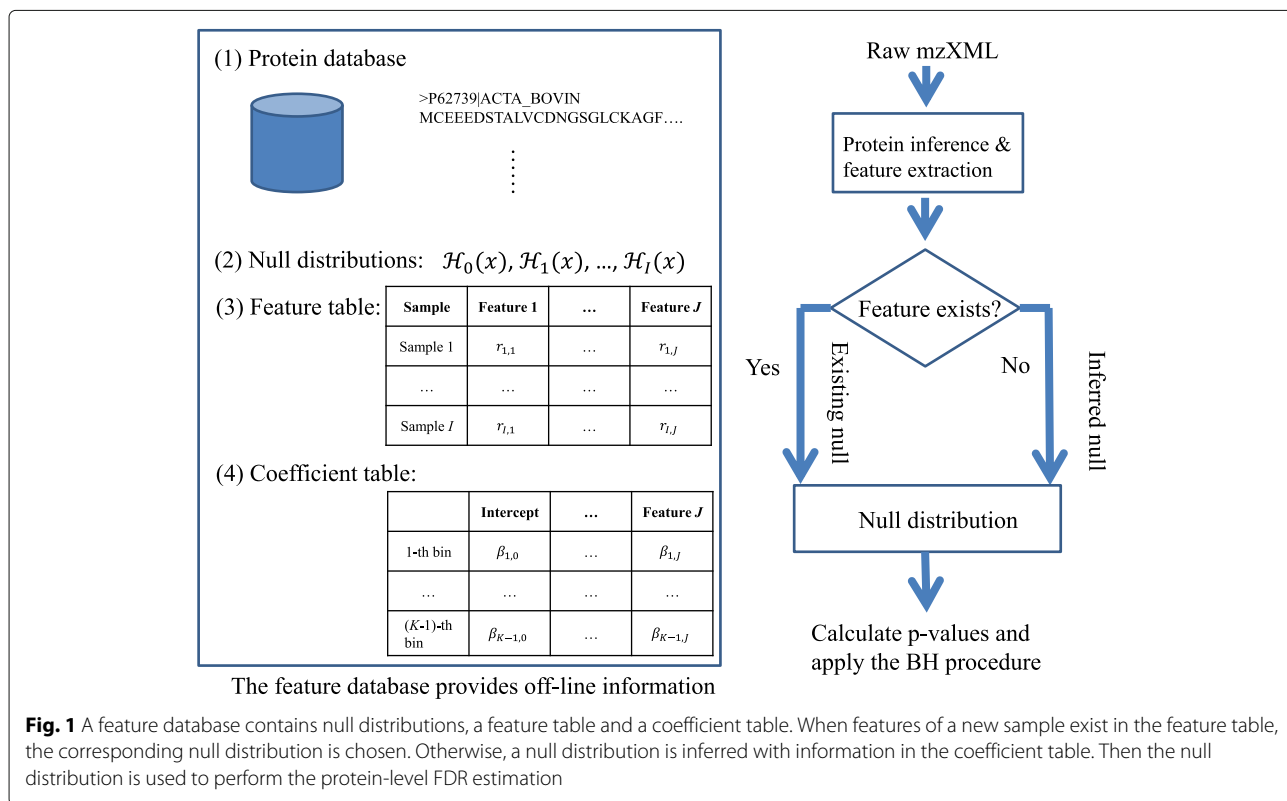 (1) Protein database
>P62739|ACTA_BOVIN
MCEEEDSTALVCDNGSGLCKAGF....
(2) Null distributions: ℋ₀(x), ℋ₁(x), …, ℋ_I(x)
(3) Feature table:
Sample Feature 1 … Feature J
Sample 1 r₁,₁ … r₁,J
… … … …
Sample I r_I,₁ … r_I,J
(4) Coefficient table:
Intercept … Feature J
1-th bin β₁,₀ … β₁,J
… … … …
(K-1)-th
bin β_K−1,0 … β_K−1,J
The feature database provides off-line information
Raw mzXML
Protein inference &
feature extraction
Feature exists?
Yes
Existing null
No
Inferred null
Null distribution
Calculate p-values and
apply the BH procedure
Fig. 1 A feature database contains null distributions, a feature table and a coefficient table. When features of a new sample exist in the feature table,
the corresponding null distribution is chosen. Otherwise, a null distribution is inferred with information in the coefficient table. Then the null
distribution is used to perform the protein-level FDR estimation